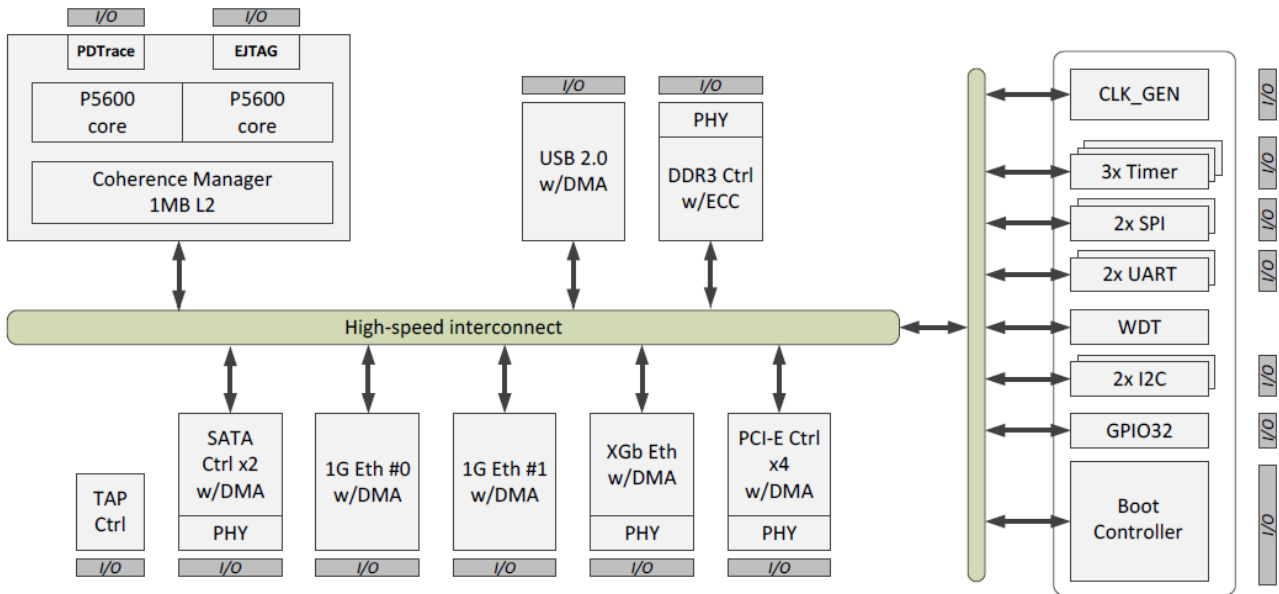 I/O
I/O
PDTrace
EJTAG
P5600
core
P5600
core
Coherence Manager
1MB L2
I/O
USB 2.0
w/DMA
I/O
PHY
DDR3 Ctrl
w/ECC
High-speed interconnect
TAP
Ctrl
I/O
SATA
Ctrl x2
w/DMA
PHY
I/O
1G Eth #0
w/DMA
I/O
1G Eth #1
w/DMA
I/O
XGb Eth
w/DMA
PHY
I/O
PCI-E Ctrl
x4
w/DMA
PHY
I/O
CLK_GEN
I/O
3x Timer
I/O
2x SPI
I/O
2x UART
I/O
WDT
2x I2C
I/O
GPIO32
I/O
Boot
Controller
I/O